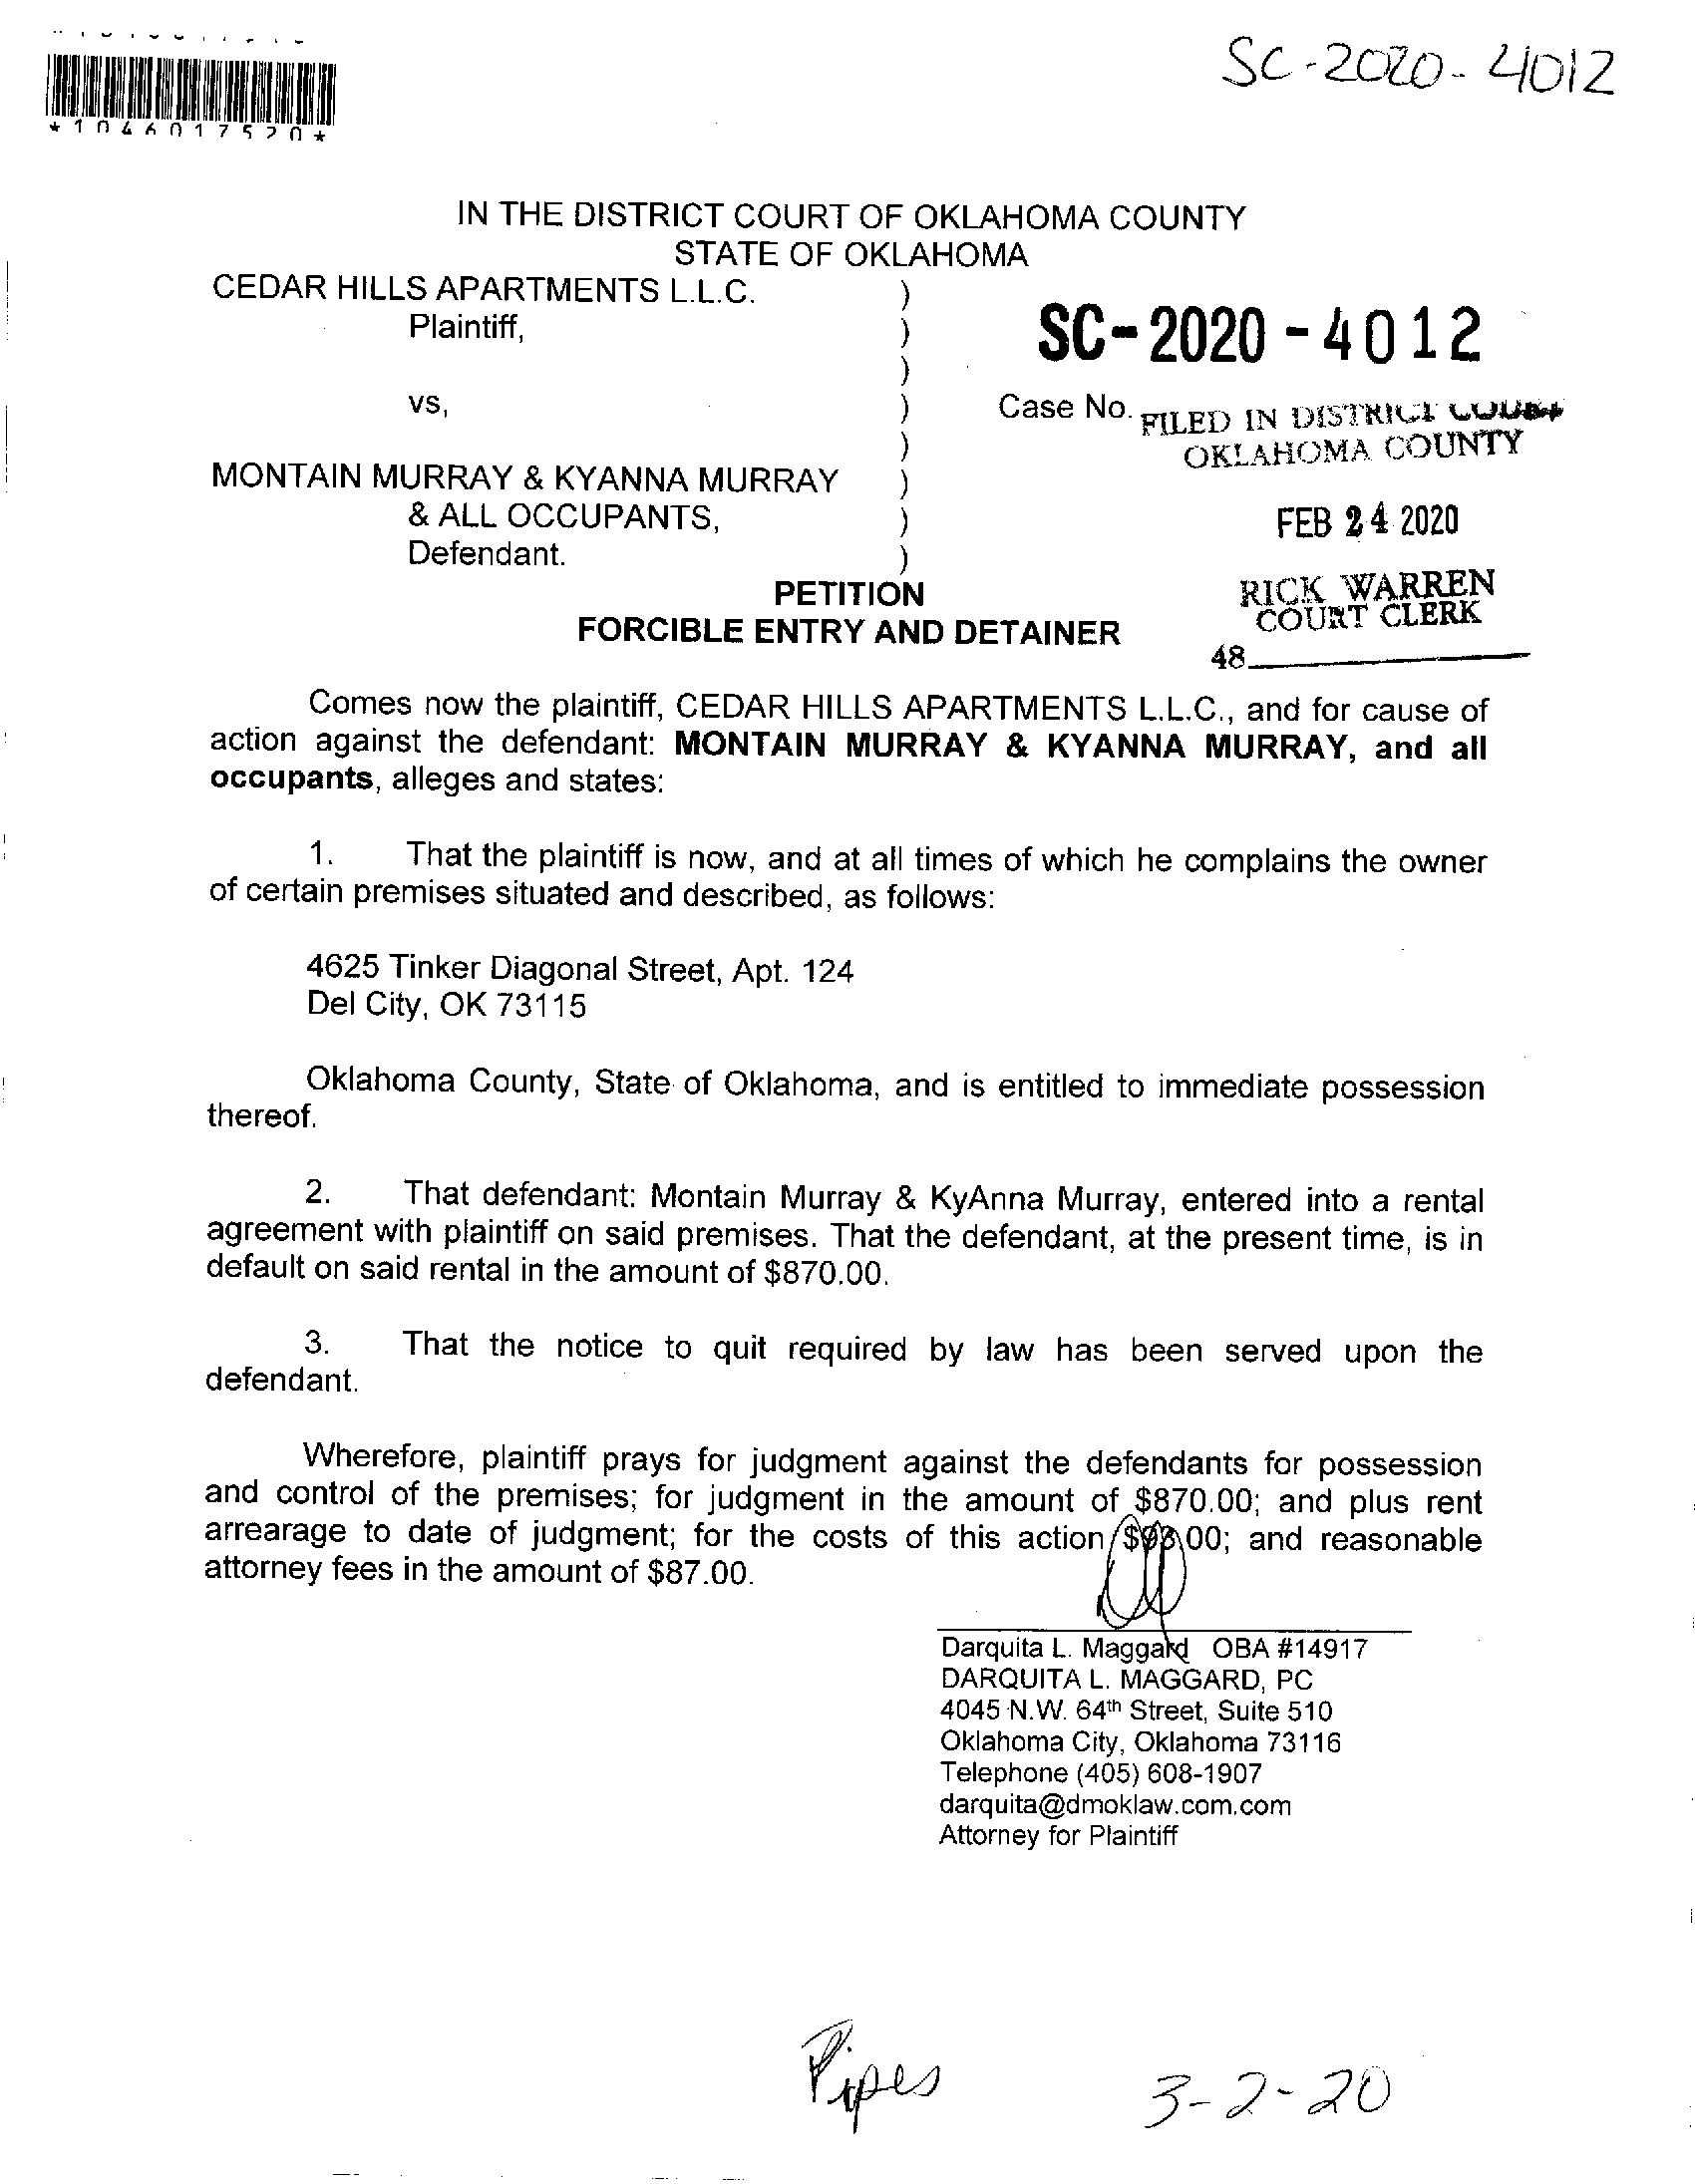 SC-2020-4012
*1046017520*
IN THE DISTRICT COURT OF OKLAHOMA COUNTY
STATE OF OKLAHOMA
CEDAR HILLS APARTMENTS L.L.C. )
Plaintiff, )
)
vs, )
)
MONTAIN MURRAY & KYANNA MURRAY )
& ALL OCCUPANTS, )
Defendant. )
SC-2020-4012
Case No.
FILED IN DISTRICT COURT
OKLAHOMA COUNTY
FEB 24 2020
RICK WARREN
COURT CLERK
48
PETITION
FORCIBLE ENTRY AND DETAINER
Comes now the plaintiff, CEDAR HILLS APARTMENTS L.L.C., and for cause of
action against the defendant: MONTAIN MURRAY & KYANNA MURRAY, and all
occupants, alleges and states:
1. That the plaintiff is now, and at all times of which he complains the owner
of certain premises situated and described, as follows:
4625 Tinker Diagonal Street, Apt. 124
Del City, OK 73115
Oklahoma County, State of Oklahoma, and is entitled to immediate possession
thereof.
2. That defendant: Montain Murray & KyAnna Murray, entered into a rental
agreement with plaintiff on said premises. That the defendant, at the present time, is in
default on said rental in the amount of $870.00.
3. That the notice to quit required by law has been served upon the
defendant.
Wherefore, plaintiff prays for judgment against the defendants for possession
and control of the premises; for judgment in the amount of $870.00; and plus rent
arrearage to date of judgment; for the costs of this action and reasonable
attorney fees in the amount of $87.00.
Darquita L. Maggard OBA #14917
DARQUITA L. MAGGARD, PC
4045 N.W. 64th Street, Suite 510
Oklahoma City, Oklahoma 73116
Telephone (405) 608-1907
darquita@dmoklaw.com.com
Attorney for Plaintiff
Pipes
3-2-20